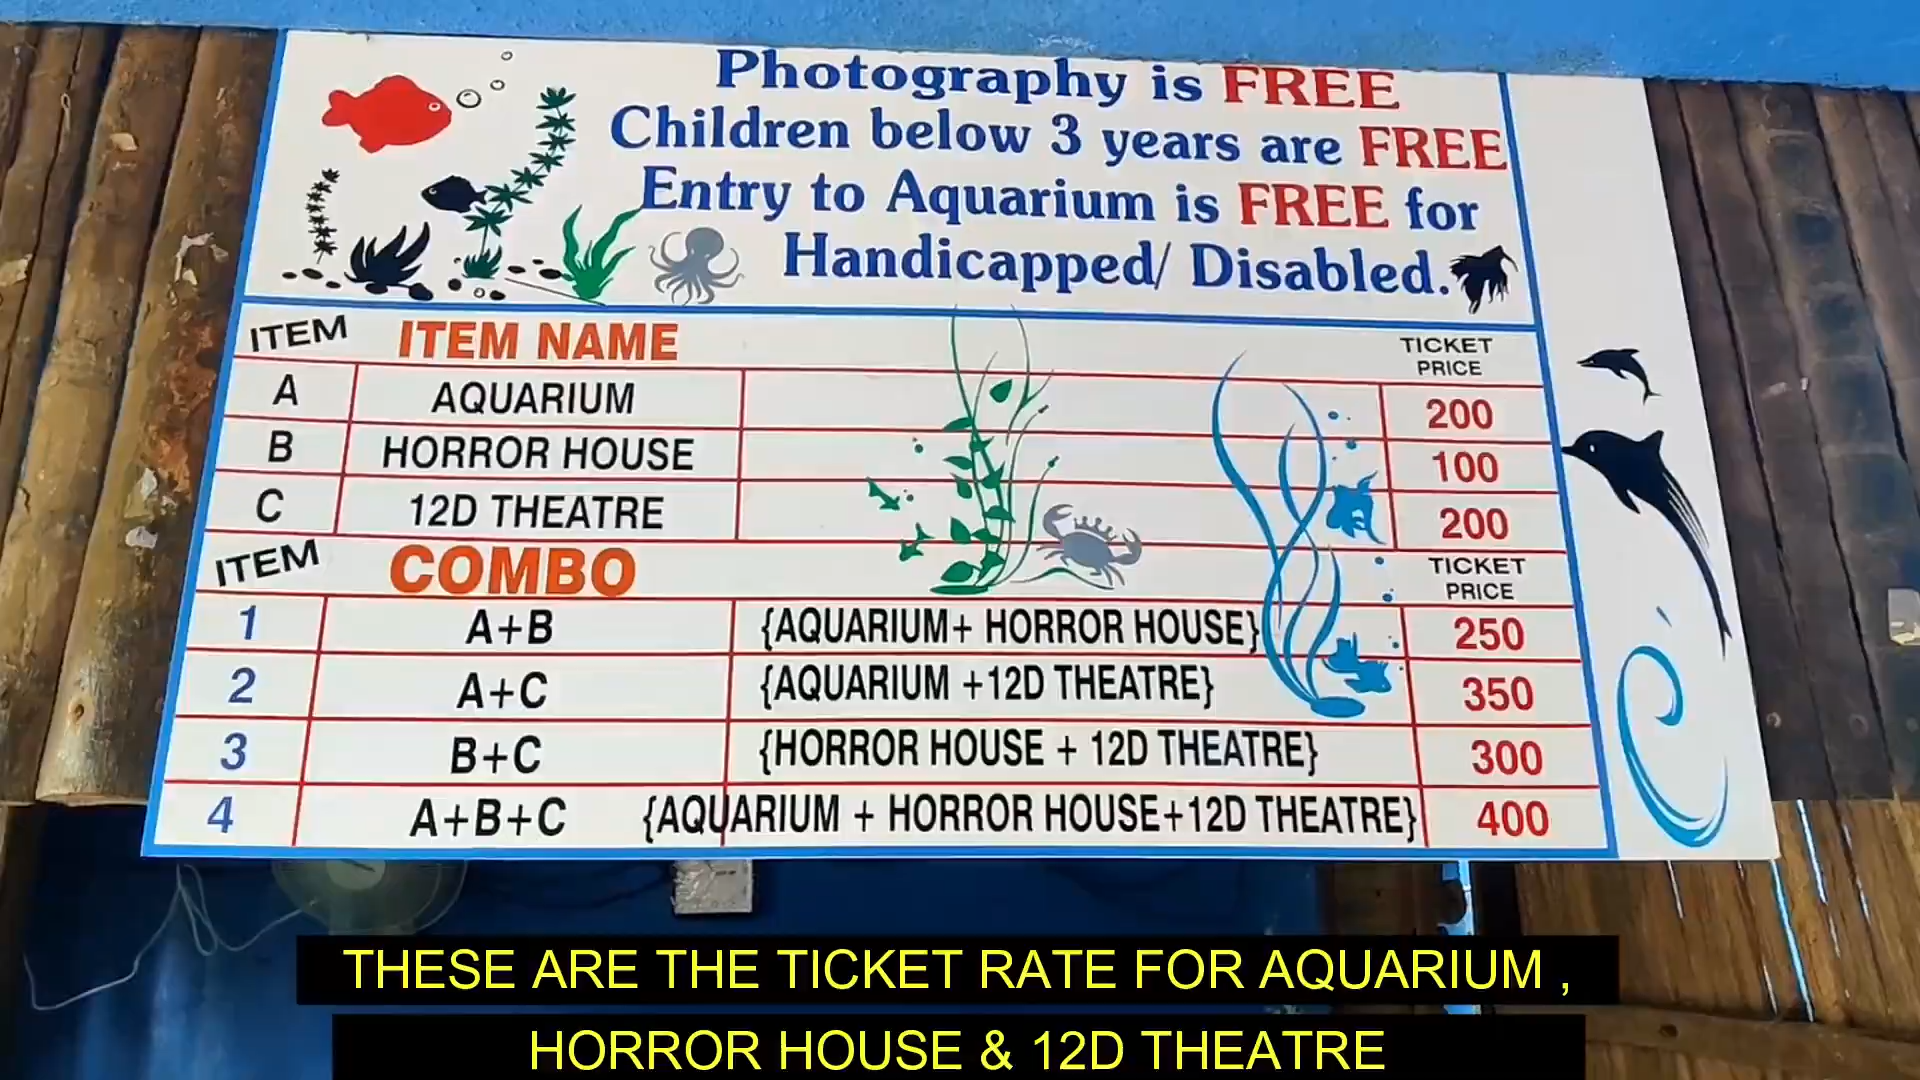 Photography is FREE
Children below 3 years are FREE
Entry to Aquarium is FREE for
Handicapped/ Disabled.
ITEM ITEM NAME TICKET PRICE
A AQUARIUM 200
B HORROR HOUSE 100
C 12D THEATRE 200
ITEM COMBO TICKET PRICE
1 A+B {AQUARIUM+ HORROR HOUSE} 250
2 A+C {AQUARIUM +12D THEATRE} 350
3 B+C {HORROR HOUSE + 12D THEATRE} 300
4 A+B+C {AQUARIUM + HORROR HOUSE+12D THEATRE} 400
THESE ARE THE TICKET RATE FOR AQUARIUM ,
HORROR HOUSE & 12D THEATRE